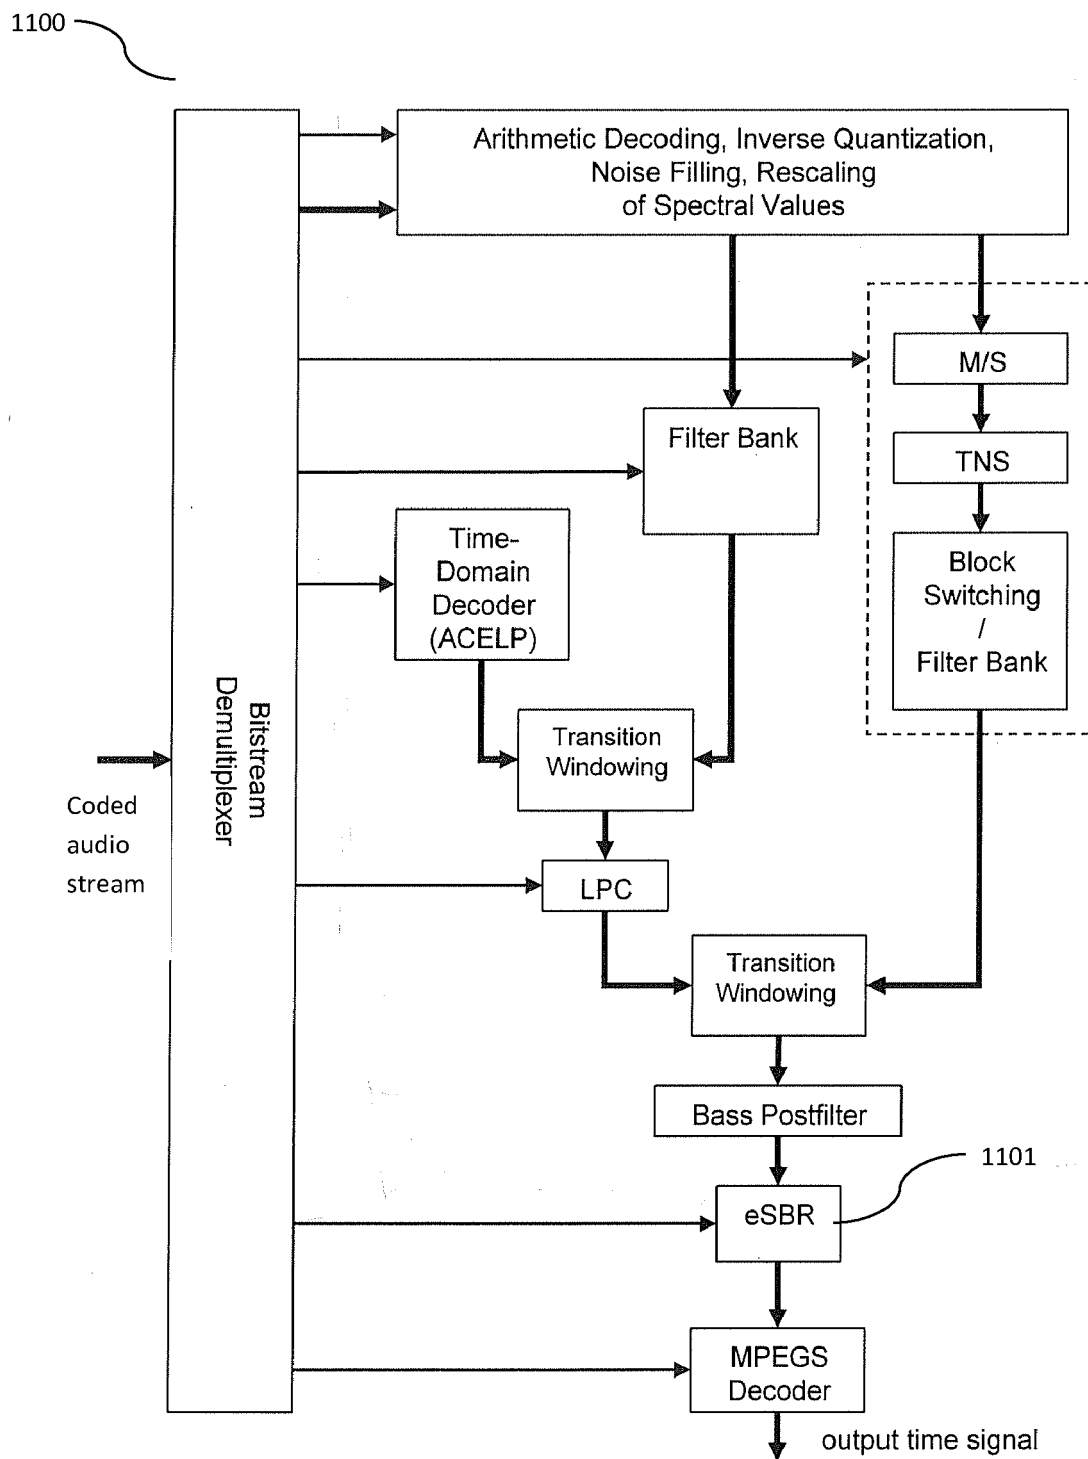 1100
Arithmetic Decoding, Inverse Quantization,
Noise Filling, Rescaling
of Spectral Values
M/S
Filter Bank
TNS
Time-
Domain
Decoder
(ACELP)
Block
Switching
/
Filter Bank
Bitstream
Demultiplexer
Transition
Windowing
Coded
audio
stream
LPC
Transition
Windowing
Bass Postfilter
1101
eSBR
MPEGS
Decoder
output time signal